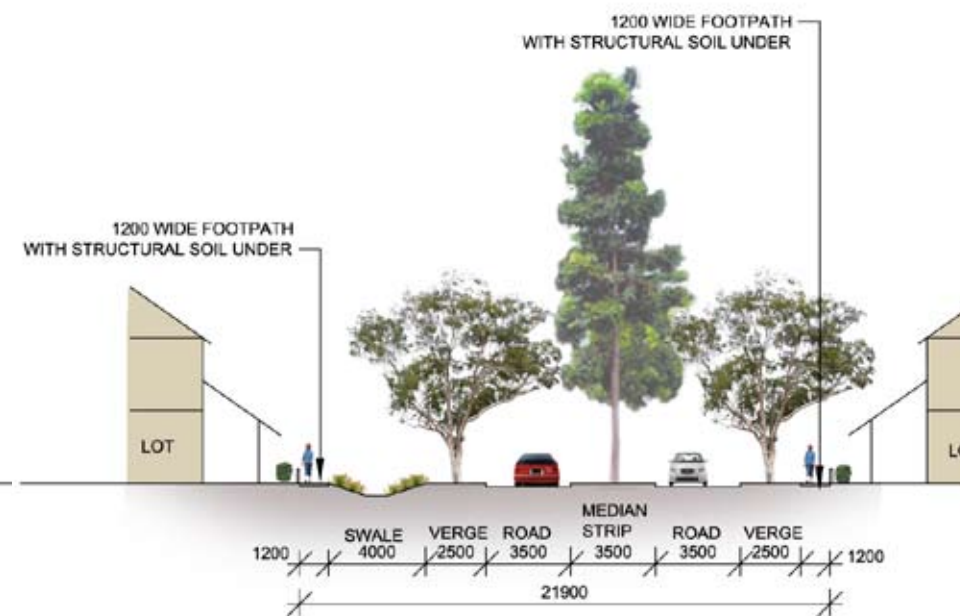 1200 WIDE FOOTPATH
WITH STRUCTURAL SOIL UNDER
1200 WIDE FOOTPATH
WITH STRUCTURAL SOIL UNDER
LOT
LO
SWALE
4000
VERGE
2500
ROAD
3500
MEDIAN
STRIP
3500
ROAD
3500
VERGE
2500
1200
1200
21900